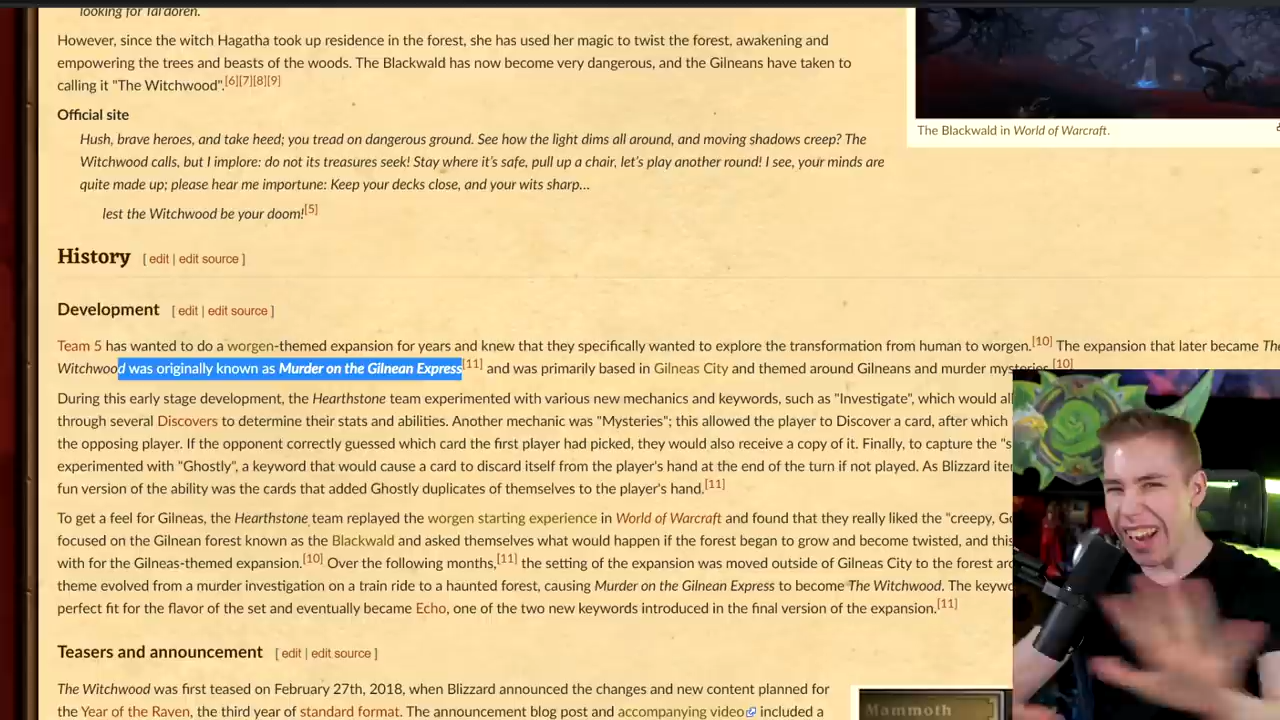 looking for Tal'doren.
However, since the witch Hagatha took up residence in the forest, she has used her magic to twist the forest, awakening and
empowering the trees and beasts of the woods. The Blackwald has now become very dangerous, and the Gilneans have taken to
calling it "The Witchwood".[6][7][8][9]
The Blackwald in World of Warcraft.
Official site
Hush, brave heroes, and take heed; you tread on dangerous ground. See how the light dims all around, and moving shadows creep? The
Witchwood calls, but I implore: do not its treasures seek! Stay where it's safe, pull up a chair, let's play another round! I see, your minds are
quite made up; please hear me importune: Keep your decks close, and your wits sharp...
lest the Witchwood be your doom![5]
History [ edit | edit source ]
Development [ edit | edit source ]
Team 5 has wanted to do a worgen-themed expansion for years and knew that they specifically wanted to explore the transformation from human to worgen.[10] The expansion that later became The
Witchwood was originally known as Murder on the Gilnean Express[11] and was primarily based in Gilneas City and themed around Gilneans and murder mysteries.[10]
During this early stage development, the Hearthstone team experimented with various new mechanics and keywords, such as "Investigate", which would al
through several Discovers to determine their stats and abilities. Another mechanic was "Mysteries"; this allowed the player to Discover a card, after which
the opposing player. If the opponent correctly guessed which card the first player had picked, they would also receive a copy of it. Finally, to capture the "s
experimented with "Ghostly", a keyword that would cause a card to discard itself from the player's hand at the end of the turn if not played. As Blizzard iter
fun version of the ability was the cards that added Ghostly duplicates of themselves to the player's hand.[11]
To get a feel for Gilneas, the Hearthstone team replayed the worgen starting experience in World of Warcraft and found that they really liked the "creepy, Go
focused on the Gilnean forest known as the Blackwald and asked themselves what would happen if the forest began to grow and become twisted, and this
with for the Gilneas-themed expansion.[10] Over the following months,[11] the setting of the expansion was moved outside of Gilneas City to the forest aro
theme evolved from a murder investigation on a train ride to a haunted forest, causing Murder on the Gilnean Express to become The Witchwood. The keywo
perfect fit for the flavor of the set and eventually became Echo, one of the two new keywords introduced in the final version of the expansion.[11]
Teasers and announcement [ edit | edit source ]
The Witchwood was first teased on February 27th, 2018, when Blizzard announced the changes and new content planned for
the Year of the Raven, the third year of standard format. The announcement blog post and accompanying video included a
Mammoth